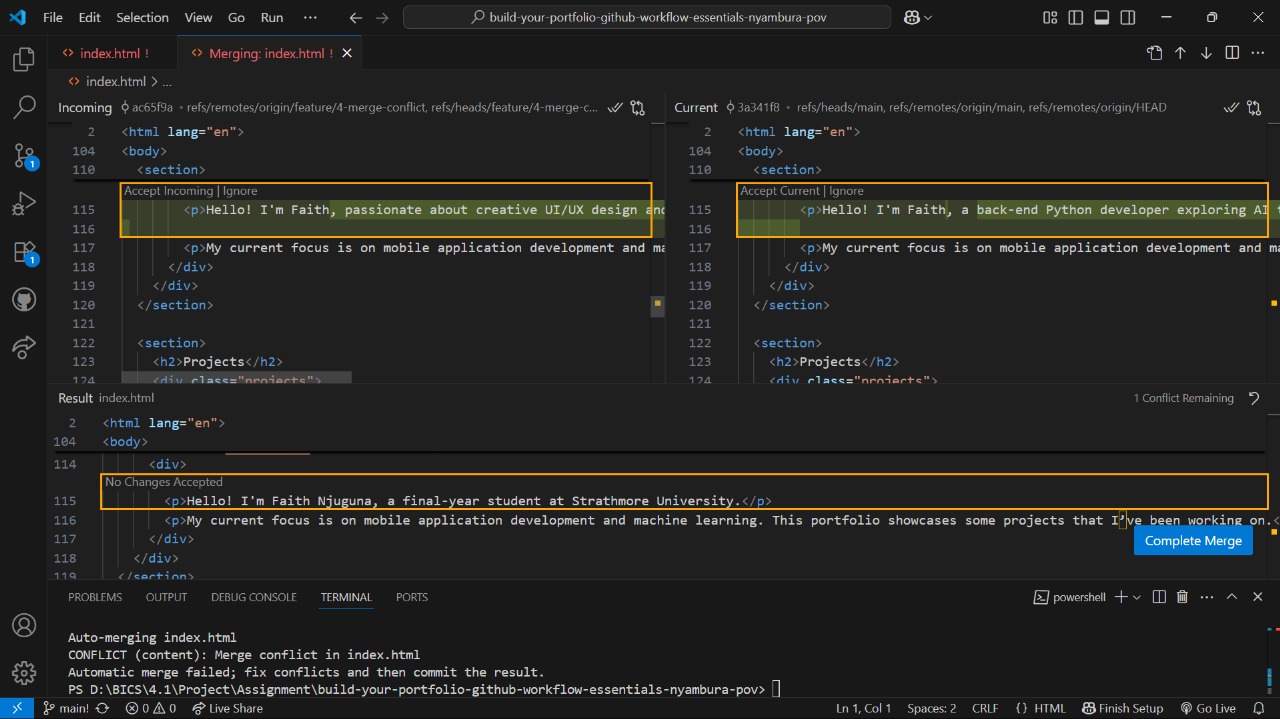 File Edit Selection View Go Run ··· build-your-portfolio-github-workflow-essentials-nyambura-pov
index.html ! Merging: index.html !
index.html > ...
Incoming ac65f9a • refs/remotes/origin/feature/4-merge-conflict, refs/heads/feature/4-merge-c...
2 <html lang="en">
104 <body>
110 <section>
Accept Incoming | Ignore
115 <p>Hello! I'm Faith, passionate about creative UI/UX design and
116
117 <p>My current focus is on mobile application development and ma
118 </div>
119 </div>
120 </section>
121
122 <section>
123 <h2>Projects</h2>
124 <div class="projects">
Current 3a341f8 • refs/heads/main, refs/remotes/origin/main, refs/remotes/origin/HEAD
2 <html lang="en">
104 <body>
110 <section>
Accept Current | Ignore
115 <p>Hello! I'm Faith, a back-end Python developer exploring AI t
116
117 <p>My current focus is on mobile application development and ma
118 </div>
119 </div>
120 </section>
121
122 <section>
123 <h2>Projects</h2>
124 <div class="projects">
Result index.html 1 Conflict Remaining
2 <html lang="en">
104 <body>
114 <div>
No Changes Accepted
115 <p>Hello! I'm Faith Njuguna, a final-year student at Strathmore University.</p>
116 <p>My current focus is on mobile application development and machine learning. This portfolio showcases some projects that I’ve been working on.<
117 </div>
118 </div>
119 </section>
Complete Merge
1
1
PROBLEMS OUTPUT DEBUG CONSOLE TERMINAL PORTS powershell
Auto-merging index.html
CONFLICT (content): Merge conflict in index.html
Automatic merge failed; fix conflicts and then commit the result.
PS D:\BICS\4.1\Project\Assignment\build-your-portfolio-github-workflow-essentials-nyambura-pov>
main! 0 0 Live Share Ln 1, Col 1 Spaces: 2 CRLF {} HTML Finish Setup Go Live